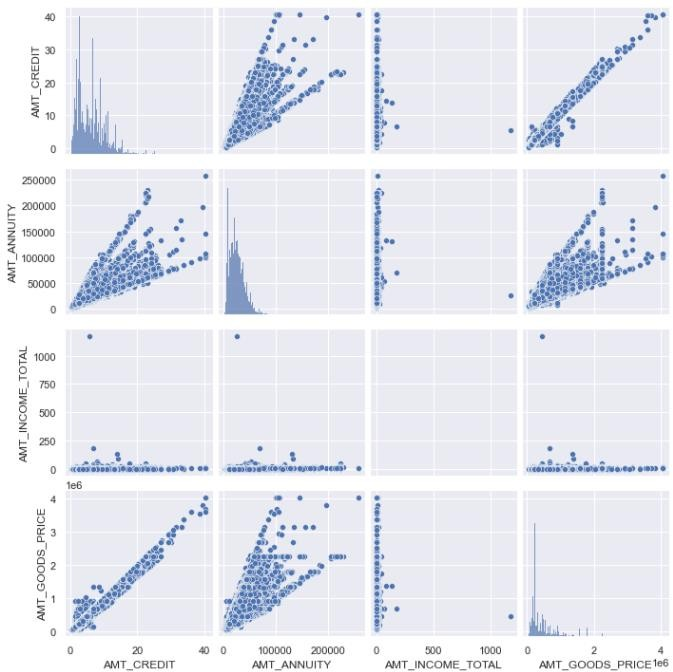 40
30
20
10
0
AMT_CREDIT
250000
200000
150000
100000
50000
0
AMT_ANNUITY
1000
750
500
250
0
AMT_INCOME_TOTAL
1e6
4
3
2
1
0
AMT_GOODS_PRICE
0 20 40
0 100000 200000
0 500 1000
0 2 4
1e6
AMT_CREDIT AMT_ANNUITY AMT_INCOME_TOTAL AMT_GOODS_PRICE